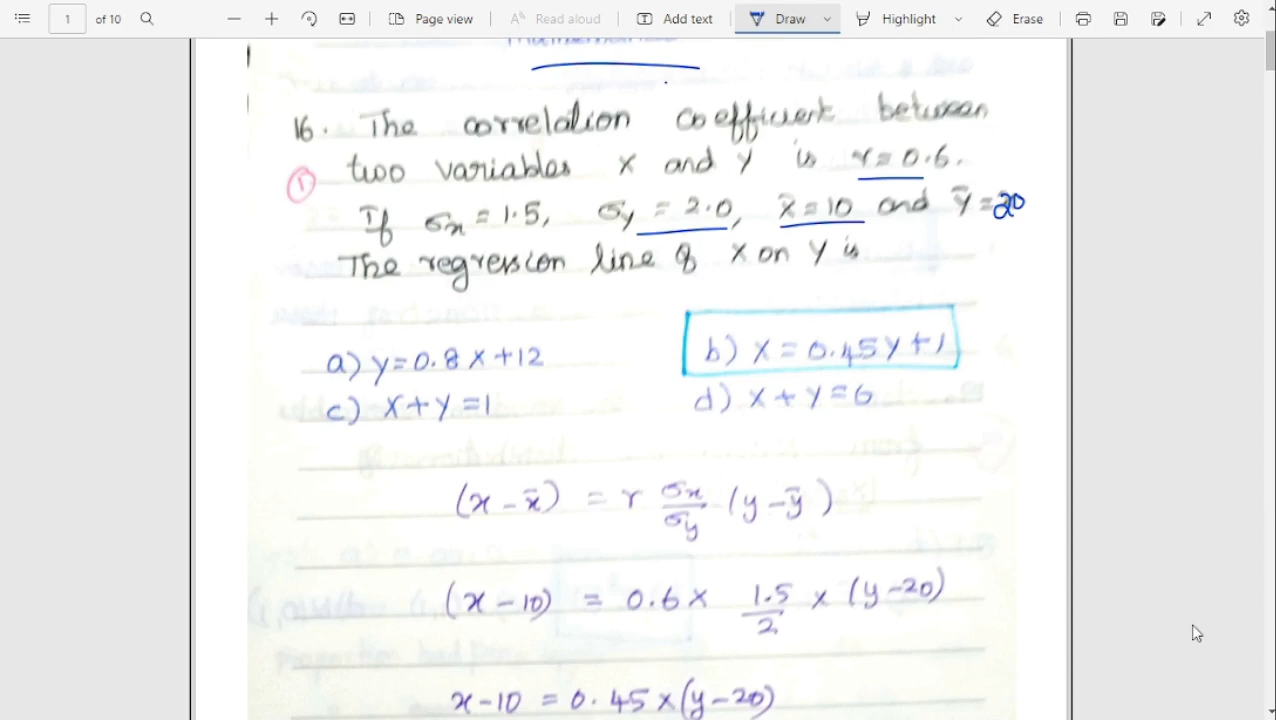 1 of 10 Page view Read aloud Add text Draw Highlight Erase
16. The correlation coefficient between
① two variables X and Y is r=0.6.
If σx = 1.5, σy = 2.0, x̄ = 10 and ȳ = 20
The regression line of X on Y is
a) y=0.8x+12 b) X = 0.45Y+1
c) X+Y=1 d) X+Y=6
(x - x̄) = r σx/σy (y - ȳ)
(x - 10) = 0.6 × 1.5/2 × (y-20)
x-10 = 0.45×(y-20)